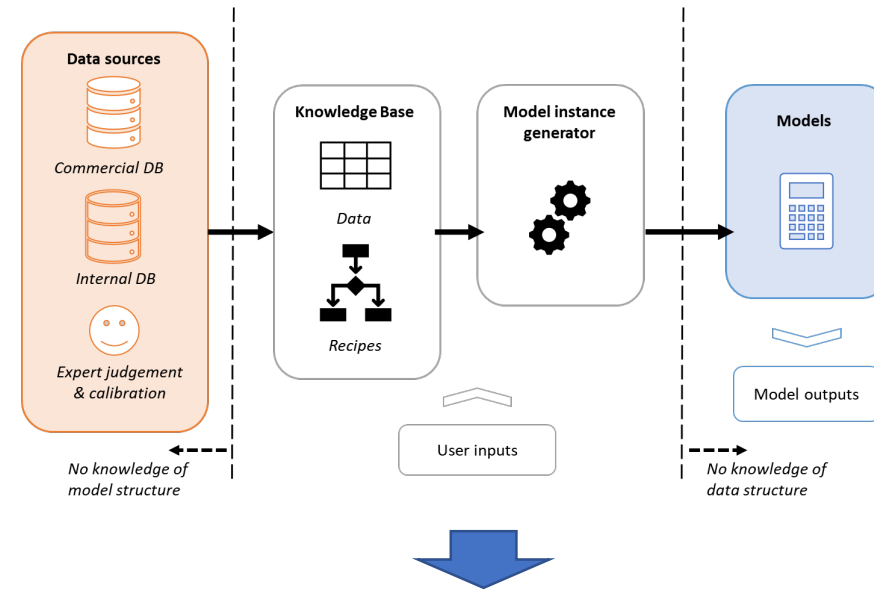 Data sources
Commercial DB
Internal DB
Expert judgement
& calibration
No knowledge of
model structure
Knowledge Base
Data
Recipes
Model instance
generator
User inputs
Models
Model outputs
No knowledge of
data structure